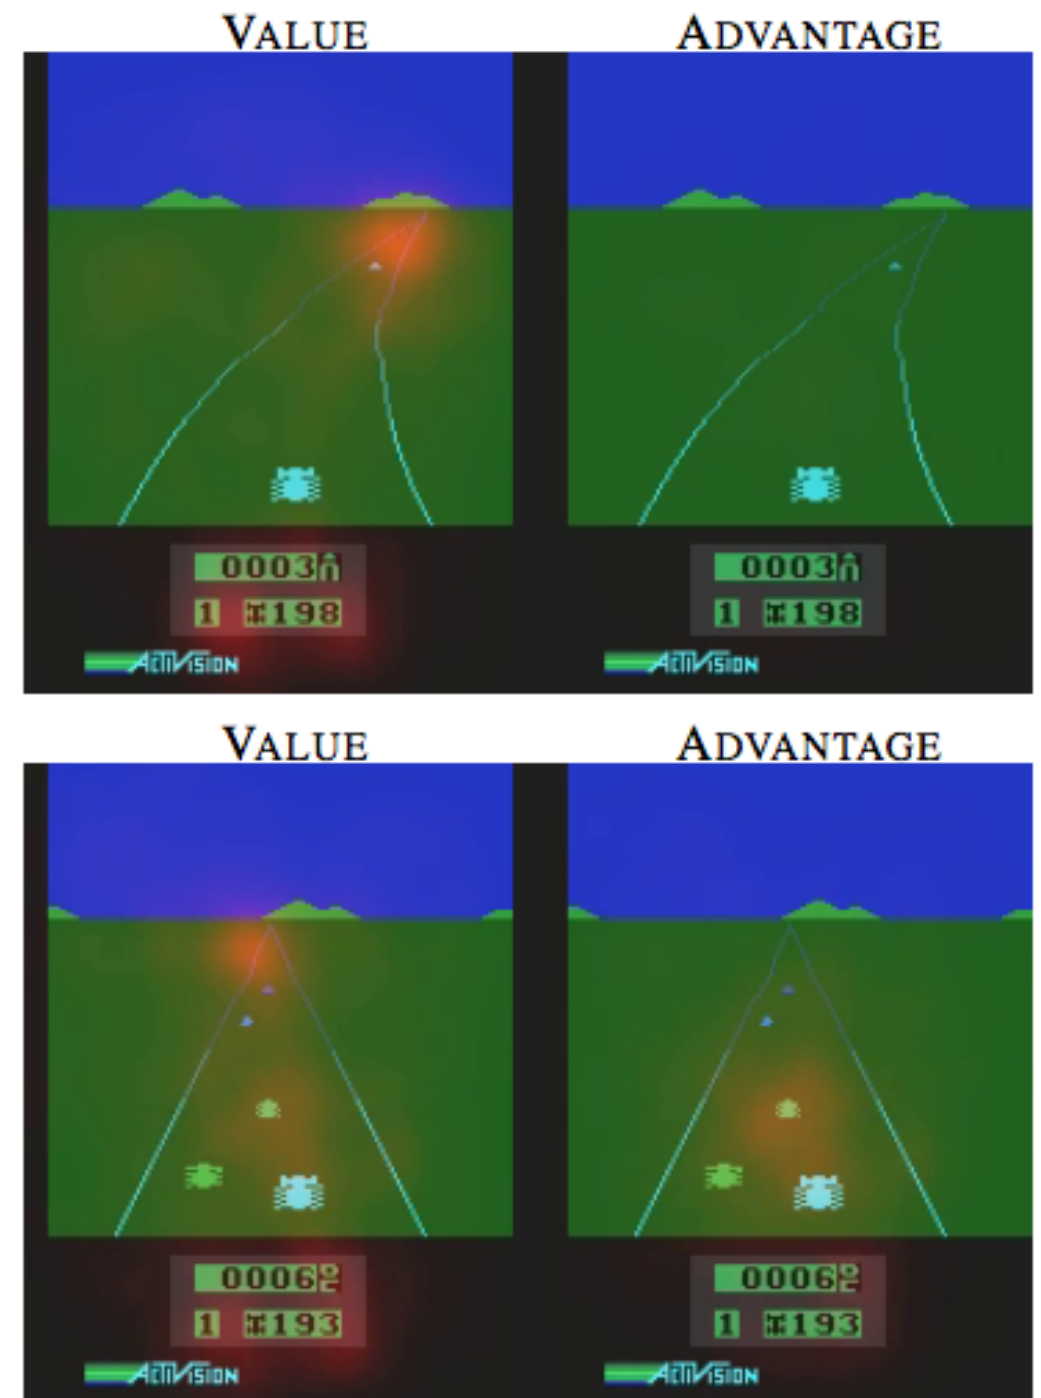 VALUE ADVANTAGE
0003 0003
1 198 1 198
ACTIVISION ACTIVISION
VALUE ADVANTAGE
0006 0006
1 193 1 193
ACTIVISION ACTIVISION